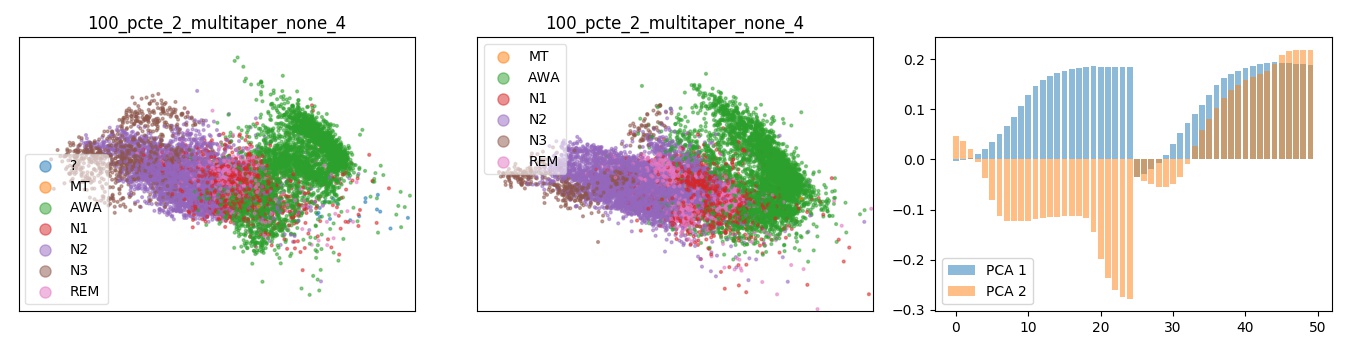 100_pcte_2_multitaper_none_4
?
MT
AWA
N1
N2
N3
REM
100_pcte_2_multitaper_none_4
MT
AWA
N1
N2
N3
REM
0.2
0.1
0.0
−0.1
−0.2
−0.3
PCA 1
PCA 2
0 10 20 30 40 50